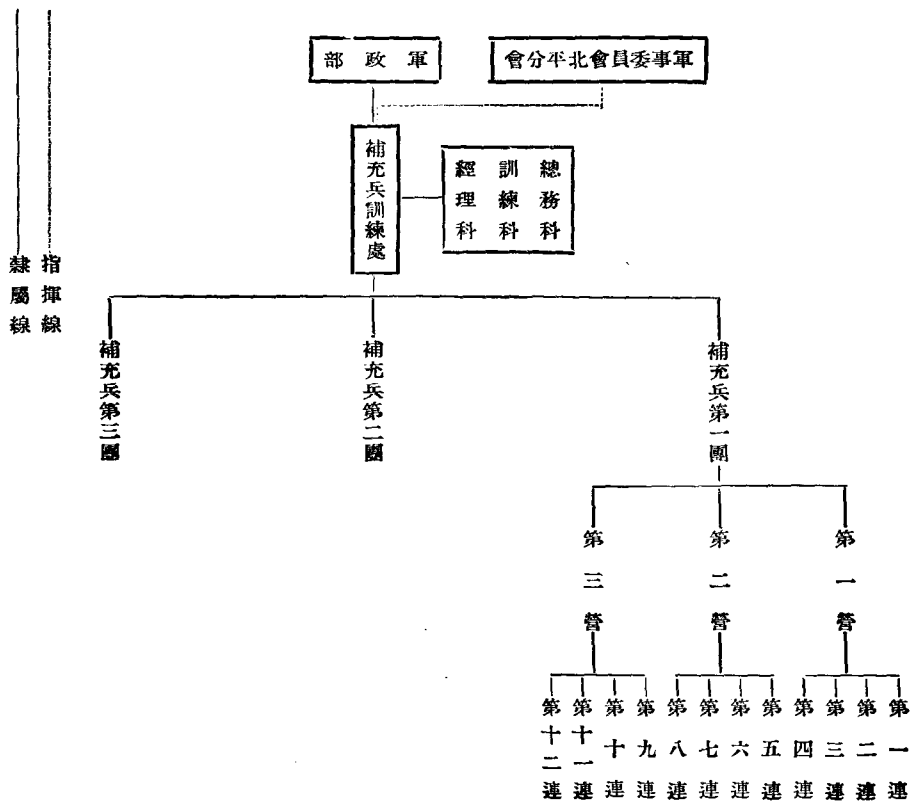 軍事委員會北平分會
軍政部
補充兵訓練處
總務科
訓練科
經理科
指揮線
隸屬線
補充兵第一團
補充兵第二團
補充兵第三團
第一營
第二營
第三營
第一連
第二連
第三連
第四連
第五連
第六連
第七連
第八連
第九連
第十連
第十一連
第十二連